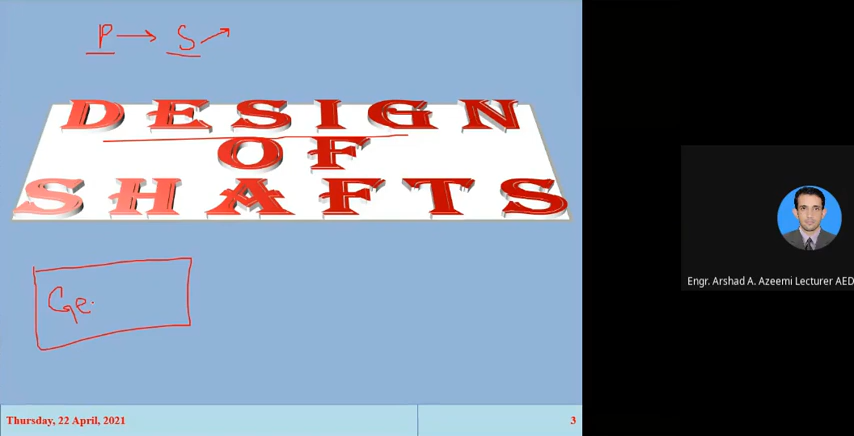 P → S
DESIGN
OF
SHAFTS
Ge
Engr. Arshad A. Azeemi Lecturer AED
Thursday, 22 April, 2021
3